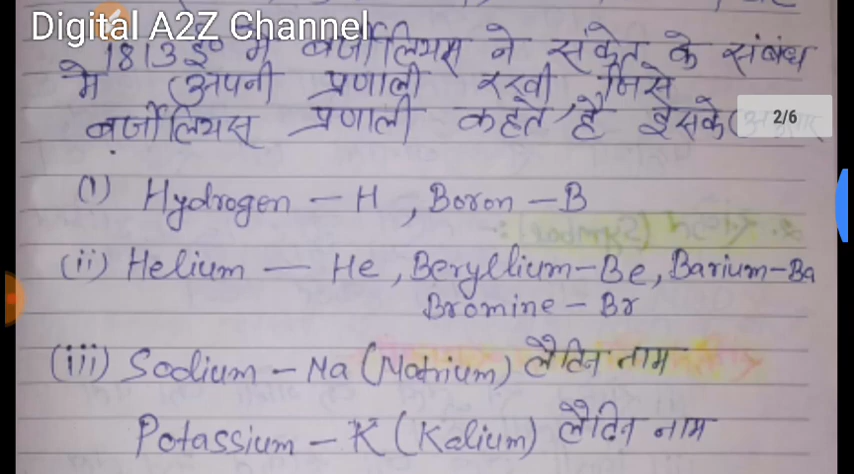 Digital A2Z Channel
1813 ई० में बर्जीलियस ने संकेत के संबंध
मे अपनी प्रणाली रखी जिसे
बर्जीलियस प्रणाली कहते है इसके
2/6
(i) Hydrogen - H , Boron - B
(ii) Helium - He , Beryllium - Be, Barium - Ba
Bromine - Br
(iii) Sodium - Na (Natrium) लैटिन नाम
Potassium - K (Kalium) लैटिन नाम